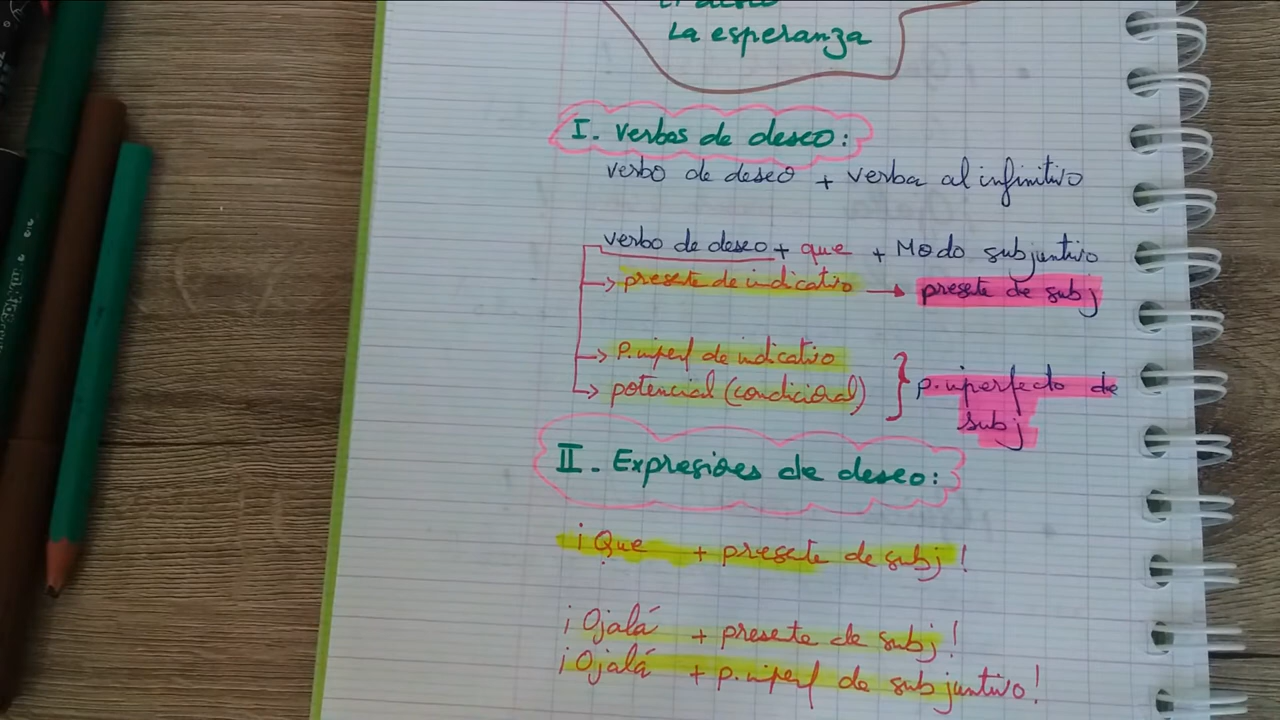 La esperanza
I. Verbos de deseo:
verbo de deseo + verba al infinitivo
verbo de deseo + que + Modo subjuntivo
→ presente de indicativo → presete de subj
→ P. imperf de indicativo
→ potencial (condicional) } p. imperfecto de subj
II. Expresiones de deseo:
¡Que + presente de subj!
¡Ojalá + presente de subj!
¡Ojalá + p. imperf de subjuntivo!